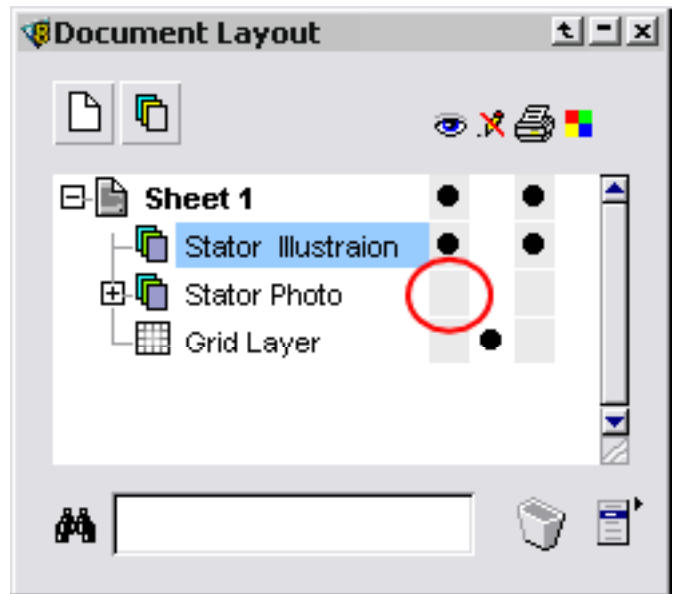 Document Layout
Sheet 1
Stator Illustraion
Stator Photo
Grid Layer